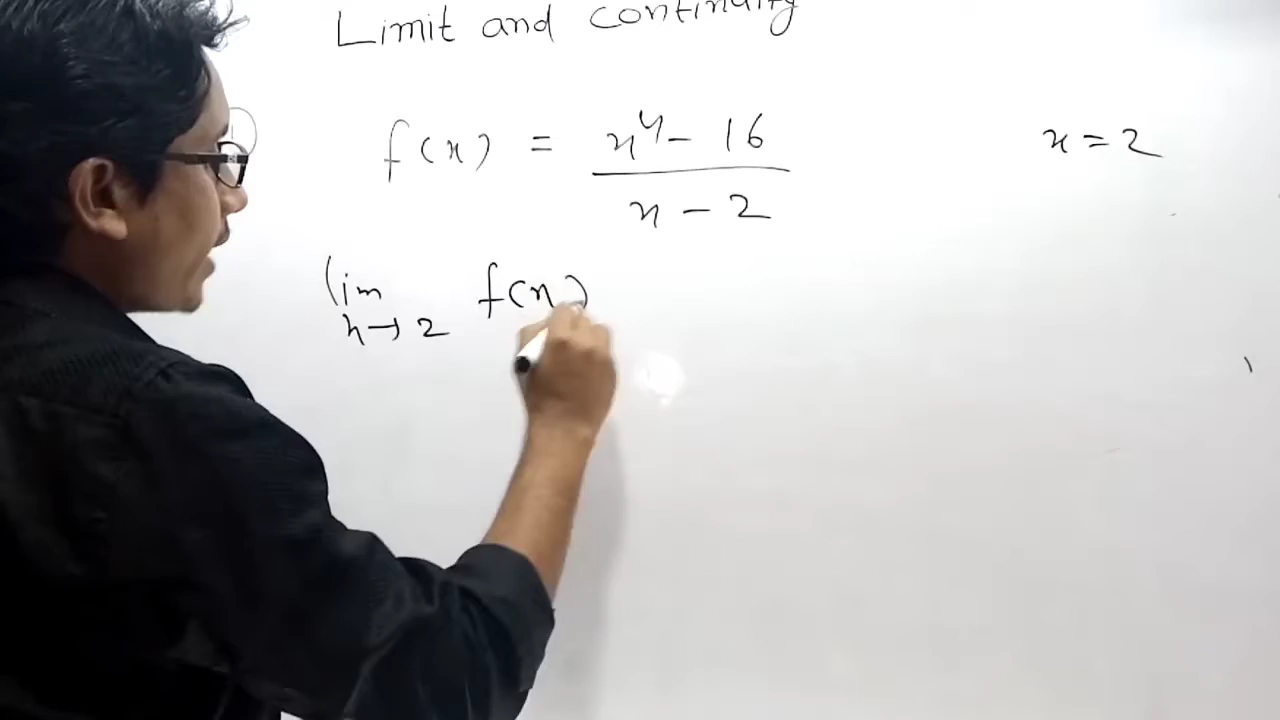 Limit and continuity
f(x) = x⁴ - 16 / x - 2 x = 2
lim x→2 f(x)